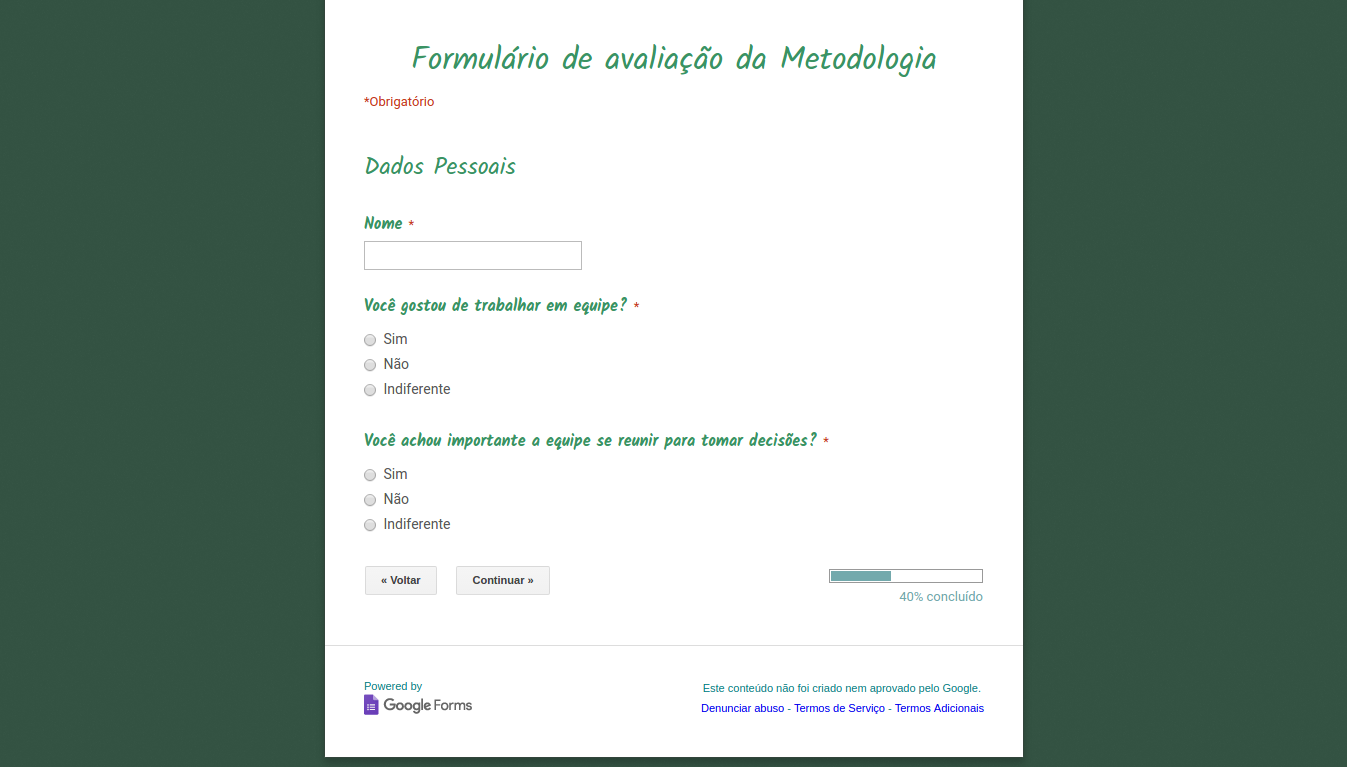 Formulário de avaliação da Metodologia
*Obrigatório
Dados Pessoais
Nome *
Você gostou de trabalhar em equipe? *
Sim
Não
Indiferente
Você achou importante a equipe se reunir para tomar decisões? *
Sim
Não
Indiferente
« Voltar Continuar »
40% concluído
Powered by
Google Forms
Este conteúdo não foi criado nem aprovado pelo Google.
Denunciar abuso - Termos de Serviço - Termos Adicionais